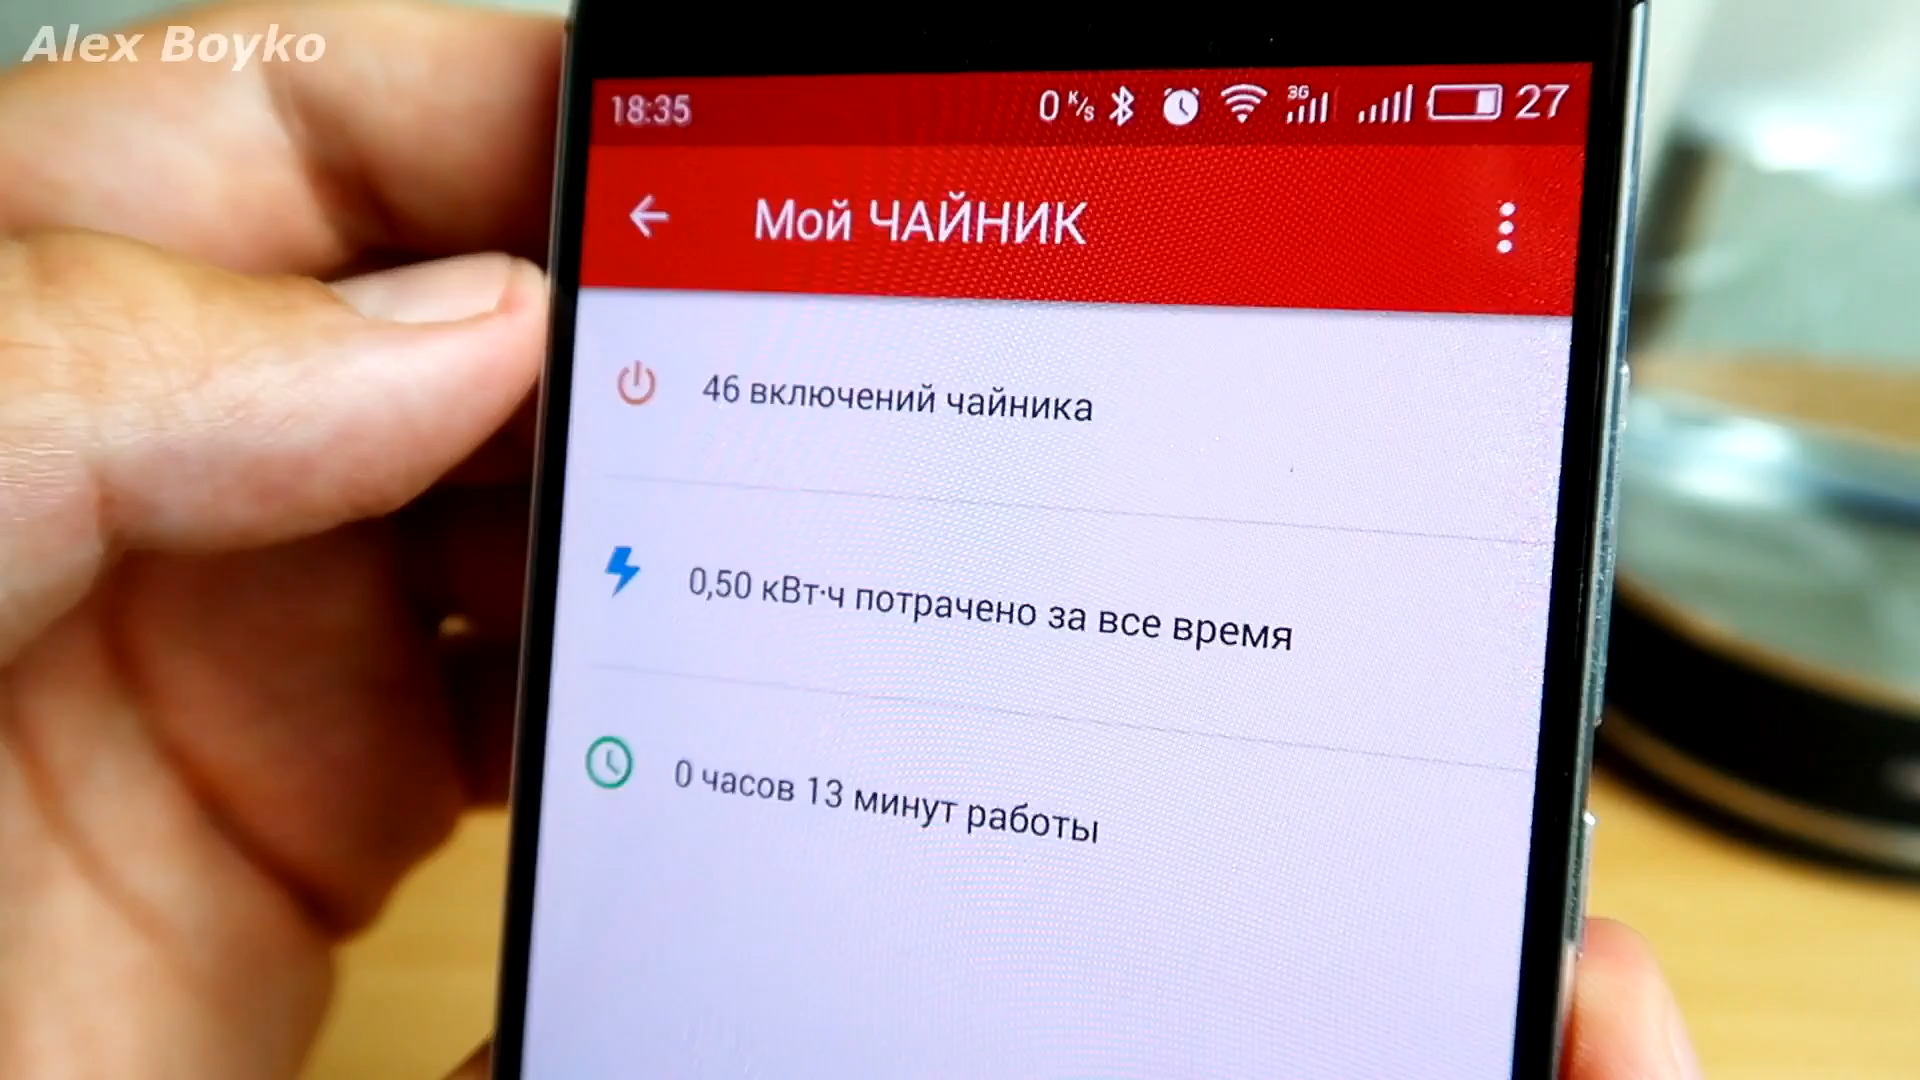 Alex Boyko
18:35 0 K/s 3G 27
Мой ЧАЙНИК
46 включений чайника
0,50 кВт·ч потрачено за все время
0 часов 13 минут работы